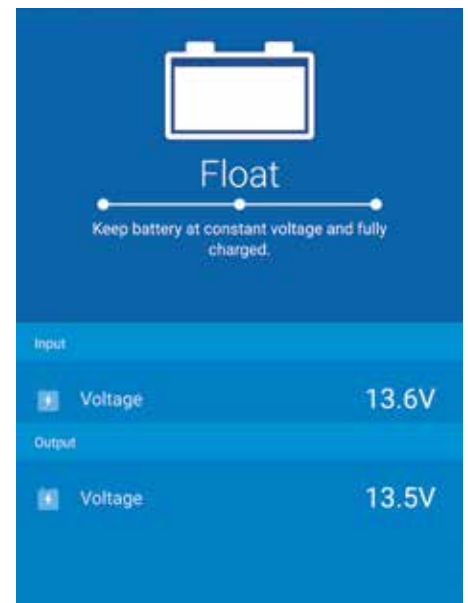 Float
Keep battery at constant voltage and fully
charged.
Input
Voltage 13.6V
Output
Voltage 13.5V